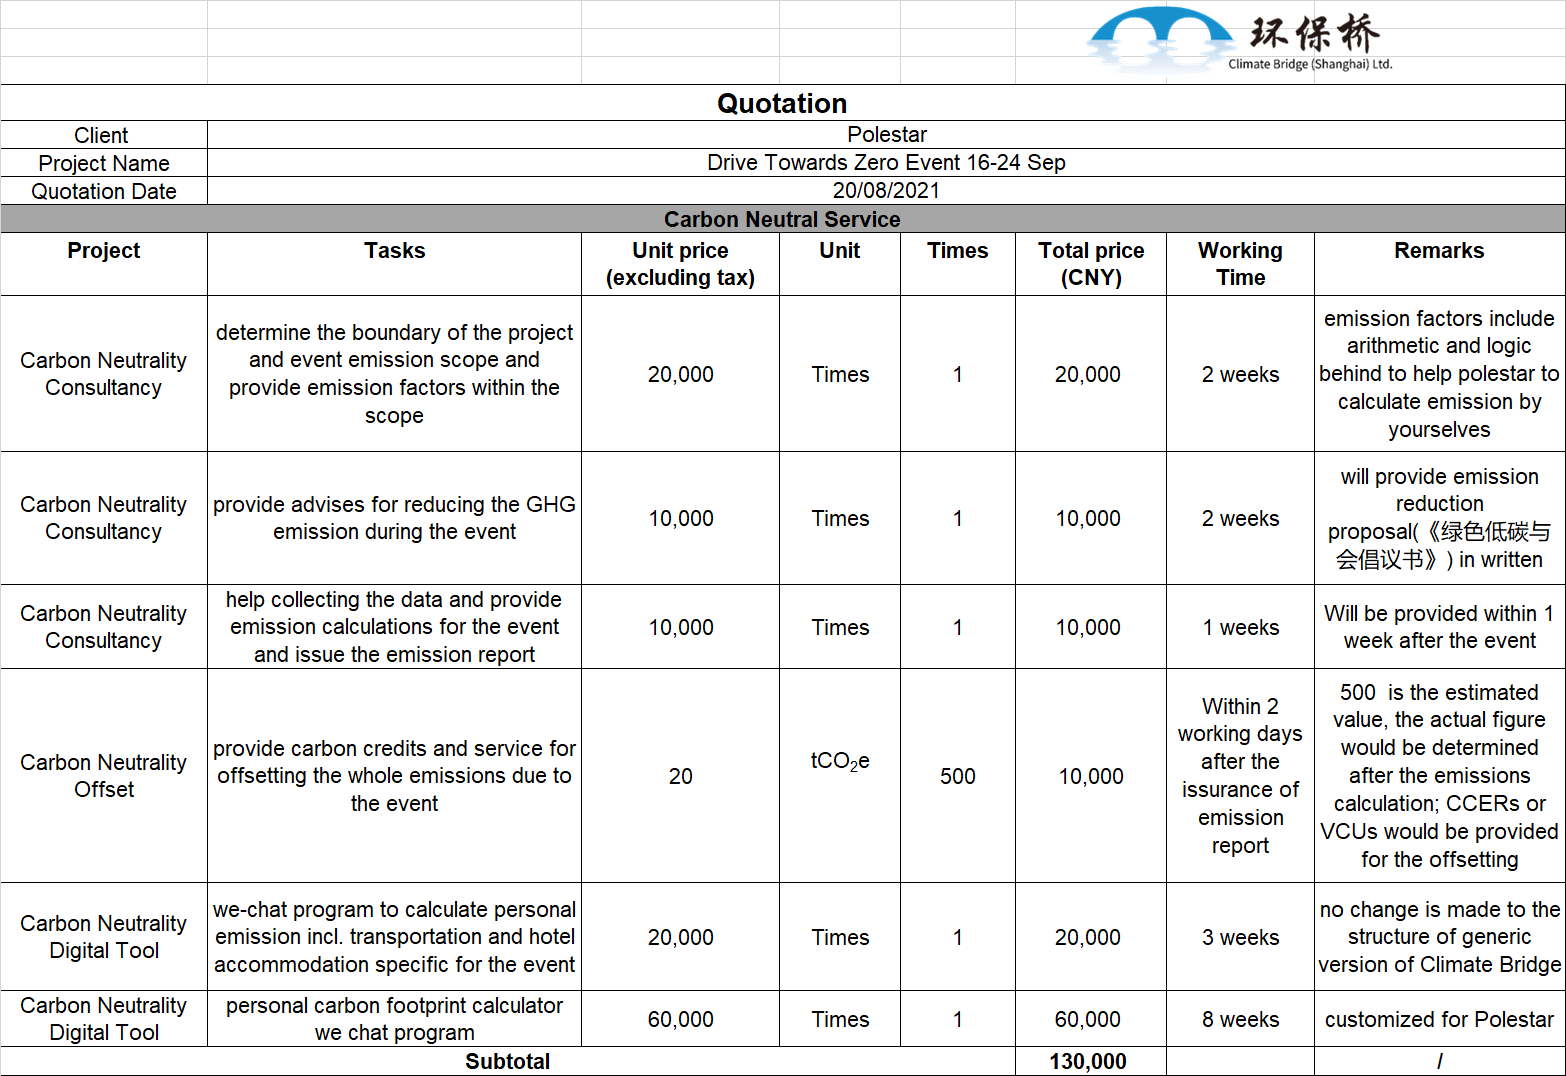 环保桥
Climate Bridge (Shanghai) Ltd.
Quotation
Client
Polestar
Project Name
Drive Towards Zero Event 16-24 Sep
Quotation Date
20/08/2021
Carbon Neutral Service
Project
Tasks
Unit price
(excluding tax)
Unit
Times
Total price
(CNY)
Working
Time
Remarks
Carbon Neutrality
Consultancy
determine the boundary of the project
and event emission scope and
provide emission factors within the
scope
20,000
Times
1
20,000
2 weeks
emission factors include
arithmetic and logic
behind to help polestar to
calculate emission by
yourselves
Carbon Neutrality
Consultancy
provide advises for reducing the GHG
emission during the event
10,000
Times
1
10,000
2 weeks
will provide emission
reduction
proposal(《绿色低碳与
会倡议书》) in written
Carbon Neutrality
Consultancy
help collecting the data and provide
emission calculations for the event
and issue the emission report
10,000
Times
1
10,000
1 weeks
Will be provided within 1
week after the event
Carbon Neutrality
Offset
provide carbon credits and service for
offsetting the whole emissions due to
the event
20
tCO₂e
500
10,000
Within 2
working days
after the
issurance of
emission
report
500  is the estimated
value, the actual figure
would be determined
after the emissions
calculation; CCERs or
VCUs would be provided
for the offsetting
Carbon Neutrality
Digital Tool
we-chat program to calculate personal
emission incl. transportation and hotel
accommodation specific for the event
20,000
Times
1
20,000
3 weeks
no change is made to the
structure of generic
version of Climate Bridge
Carbon Neutrality
Digital Tool
personal carbon footprint calculator
we chat program
60,000
Times
1
60,000
8 weeks
customized for Polestar
Subtotal
130,000
/